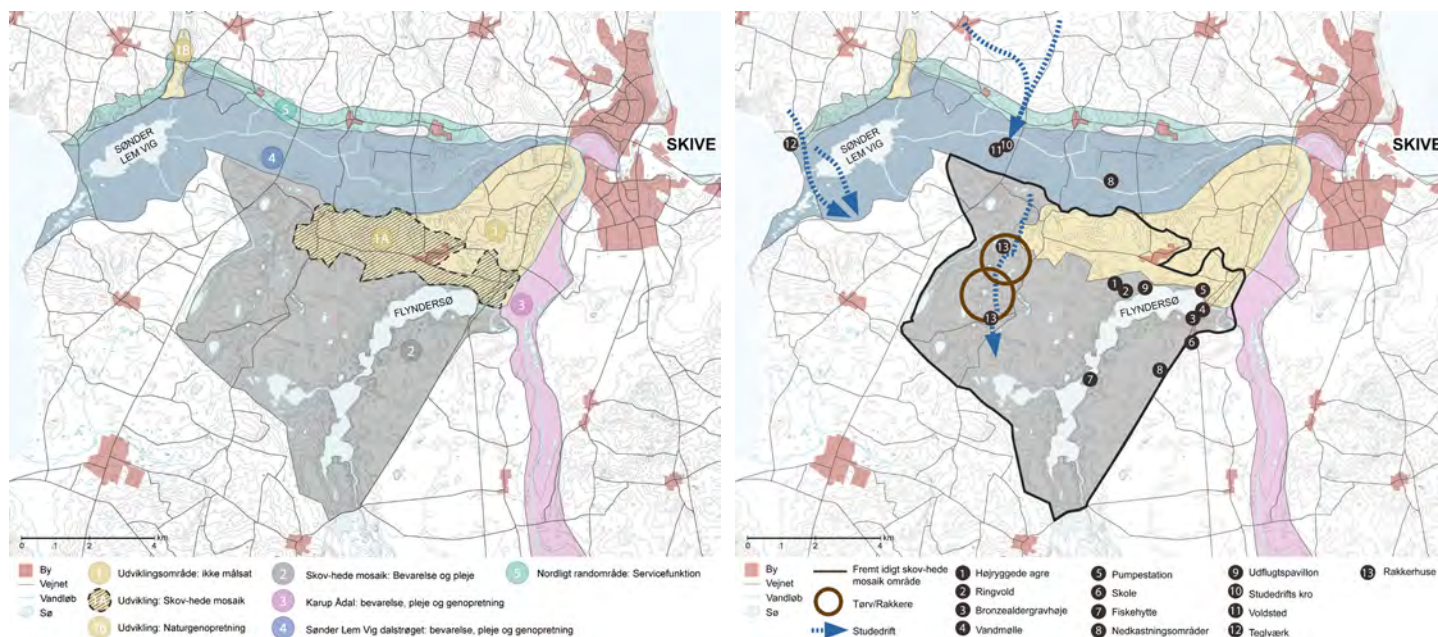 1B
5
SØNDER
LEM VIG
4
SKIVE
1A
1
3
FLYNDERSØ
2
0 2 4 km
By
Vejnet
Vandløb
Sø
1 Udviklingsområde: ikke målsat
1a Udvikling: Skov-hede mosaik
1b Udvikling: Naturgenopretning
2 Skov-hede mosaik: Bevarelse og pleje
3 Karup Ådal: bevarelse, pleje og genopretning
4 Sønder Lem Vig dalstrøget: bevarelse, pleje og genopretning
5 Nordligt randområde: Servicefunktion
12
SØNDER
LEM VIG
11 10
8
SKIVE
13
1 2 9 5
FLYNDERSØ
4
3
13
6
8
7
0 2 4 km
By
Vejnet
Vandløb
Sø
Fremt idigt skov-hede
mosaik område
Tørv/Rakkere
Studedrift
1 Højryggede agre
2 Ringvold
3 Bronzealdergravhøje
4 Vandmølle
5 Pumpestation
6 Skole
7 Fiskehytte
8 Nedkastningsområder
9 Udflugtspavillon
10 Studedrifts kro
11 Voldsted
12 Teglværk
13 Rakkerhuse